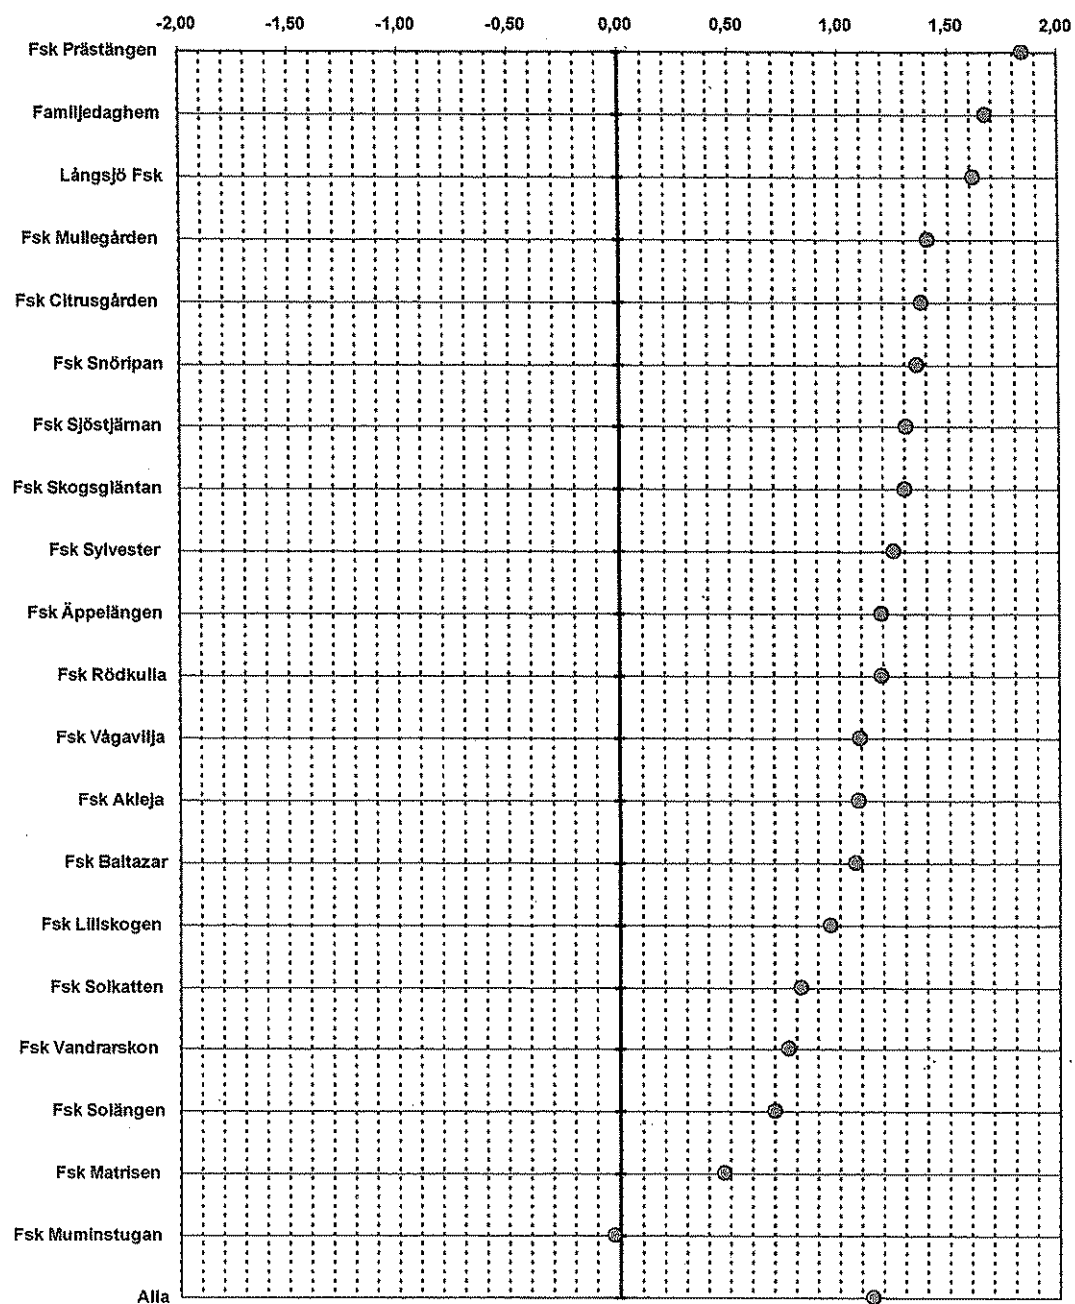 -2,00 -1,50 -1,00 -0,50 0,00 0,50 1,00 1,50 2,00
Fsk Prästängen
Familjedaghem
Långsjö Fsk
Fsk Mullegården
Fsk Citrusgården
Fsk Snöripan
Fsk Sjöstjärnan
Fsk Skogsgläntan
Fsk Sylvester
Fsk Äppelängen
Fsk Rödkulla
Fsk Vågavilja
Fsk Akleja
Fsk Baltazar
Fsk Lillskogen
Fsk Solkatten
Fsk Vandrarskon
Fsk Solängen
Fsk Matrisen
Fsk Muminstugan
Alla